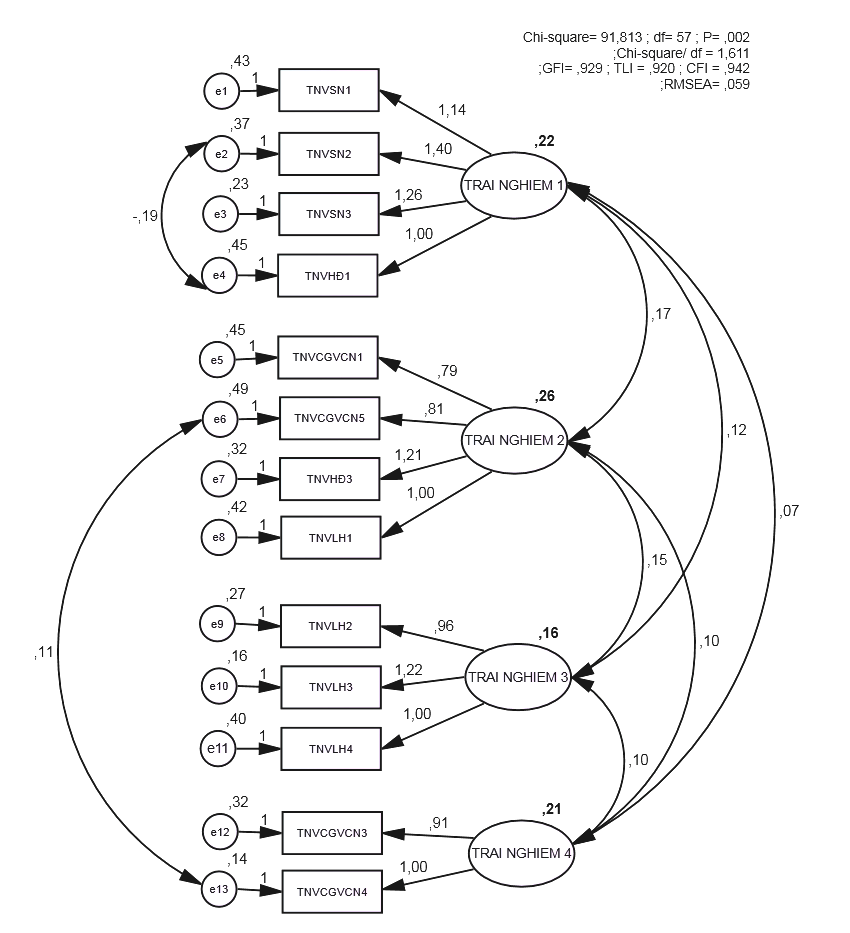 Chi-square= 91,813 ; df= 57 ; P= ,002
;Chi-square/ df = 1,611
;GFI= ,929 ; TLI = ,920 ; CFI = ,942
;RMSEA= ,059
,43
e1 1 TNVSN1
1,14
,37
e2 1 TNVSN2
1,40
,22
TRAI NGHIEM 1
,23
e3 1 TNVSN3
1,26
-,19
,45
e4 1 TNVHĐ1
1,00
,17
,45
e5 1 TNVCGVCN1
,79
,49
e6 1 TNVCGVCN5
,81
,26
TRAI NGHIEM 2
,12
,32
e7 1 TNVHĐ3
1,21
,42
e8 1 TNVLH1
1,00
,07
,15
,27
e9 1 TNVLH2
,96
,16
TRAI NGHIEM 3
,10
,11
,16
e10 1 TNVLH3
1,22
,40
e11 1 TNVLH4
1,00
,10
,32
e12 1 TNVCGVCN3
,91
,21
TRAI NGHIEM 4
,14
e13 1 TNVCGVCN4
1,00